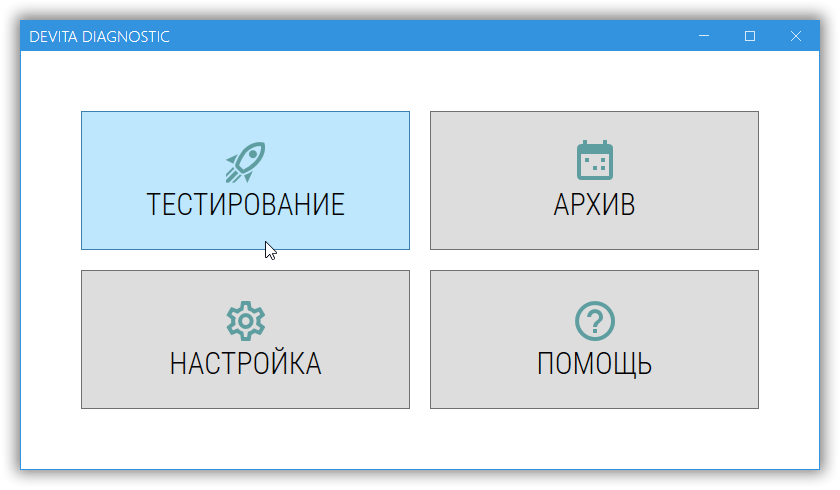 DEVITA DIAGNOSTIC
ТЕСТИРОВАНИЕ
АРХИВ
НАСТРОЙКА
ПОМОЩЬ